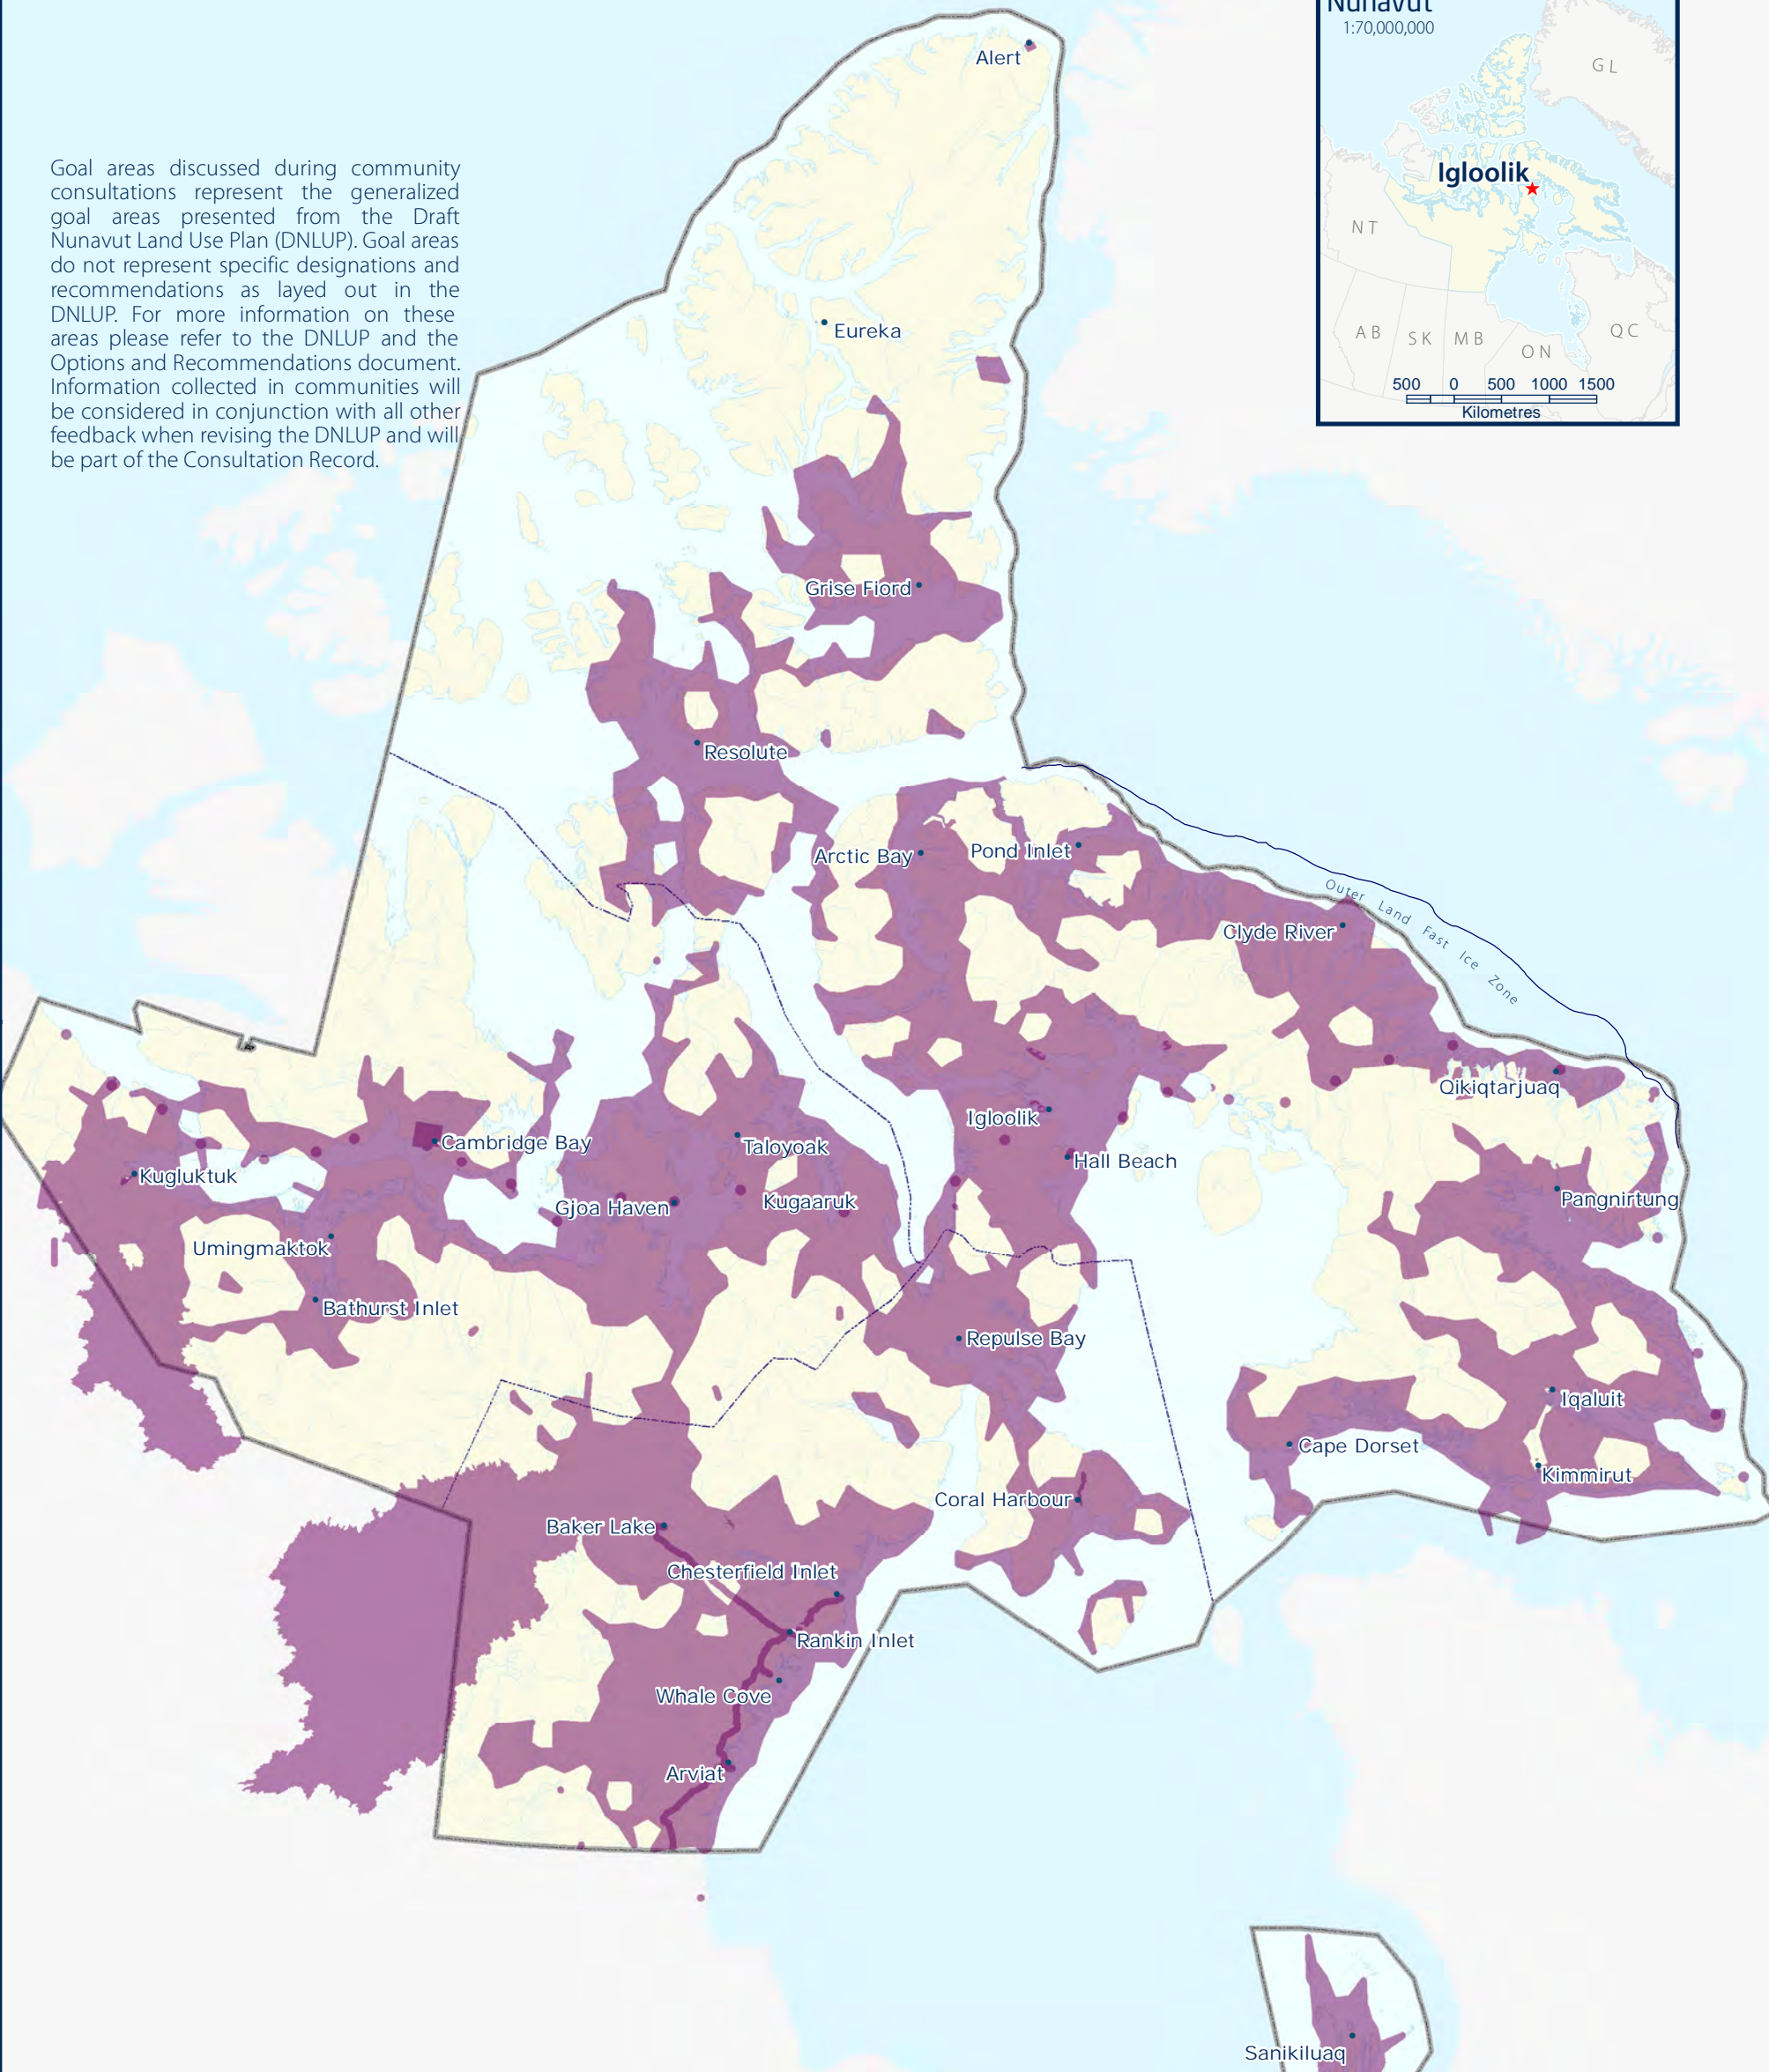 Goal areas discussed during community
consultations represent the generalized
goal areas presented from the Draft
Nunavut Land Use Plan (DNLUP). Goal areas
do not represent specific designations and
recommendations as layed out in the
DNLUP. For more information on these
areas please refer to the DNLUP and the
Options and Recommendations document.
Information collected in communities will
be considered in conjunction with all other
feedback when revising the DNLUP and will
be part of the Consultation Record.
Nunavut
1:70,000,000
GL
Igloolik
NT
AB
SK
MB
ON
QC
500 0 500 1000 1500
Kilometres
Alert
Eureka
Grise Fiord
Resolute
Arctic Bay
Pond Inlet
Outer Land Fast Ice Zone
Clyde River
Qikiqtarjuaq
Igloolik
Hall Beach
Cambridge Bay
Taloyoak
Kugluktuk
Gjoa Haven
Kugaaruk
Pangnirtung
Umingmaktok
Bathurst Inlet
Repulse Bay
Iqaluit
Cape Dorset
Kimmirut
Coral Harbour
Baker Lake
Chesterfield Inlet
Rankin Inlet
Whale Cove
Arviat
Sanikiluaq